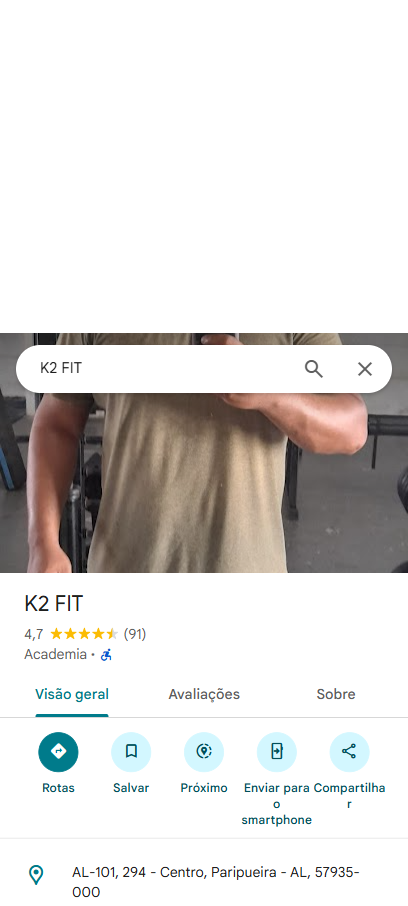 K2 FIT
K2 FIT
4,7 (91)
Academia ·
Visão geral Avaliações Sobre
Rotas Salvar Próximo Enviar para Compartilha
o r
smartphone
AL-101, 294 - Centro, Paripueira - AL, 57935-
000